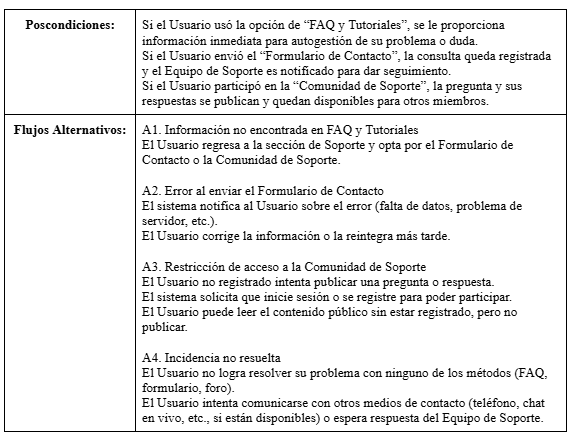 Poscondiciones:
Si el Usuario usó la opción de “FAQ y Tutoriales”, se le proporciona
información inmediata para autogestión de su problema o duda.
Si el Usuario envió el “Formulario de Contacto”, la consulta queda registrada
y el Equipo de Soporte es notificado para dar seguimiento.
Si el Usuario participó en la “Comunidad de Soporte”, la pregunta y sus
respuestas se publican y quedan disponibles para otros miembros.
Flujos Alternativos:
A1. Información no encontrada en FAQ y Tutoriales
El Usuario regresa a la sección de Soporte y opta por el Formulario de
Contacto o la Comunidad de Soporte.
A2. Error al enviar el Formulario de Contacto
El sistema notifica al Usuario sobre el error (falta de datos, problema de
servidor, etc.).
El Usuario corrige la información o la reintegra más tarde.
A3. Restricción de acceso a la Comunidad de Soporte
El Usuario no registrado intenta publicar una pregunta o respuesta.
El sistema solicita que inicie sesión o se registre para poder participar.
El Usuario puede leer el contenido público sin estar registrado, pero no
publicar.
A4. Incidencia no resuelta
El Usuario no logra resolver su problema con ninguno de los métodos (FAQ,
formulario, foro).
El Usuario intenta comunicarse con otros medios de contacto (teléfono, chat
en vivo, etc., si están disponibles) o espera respuesta del Equipo de Soporte.